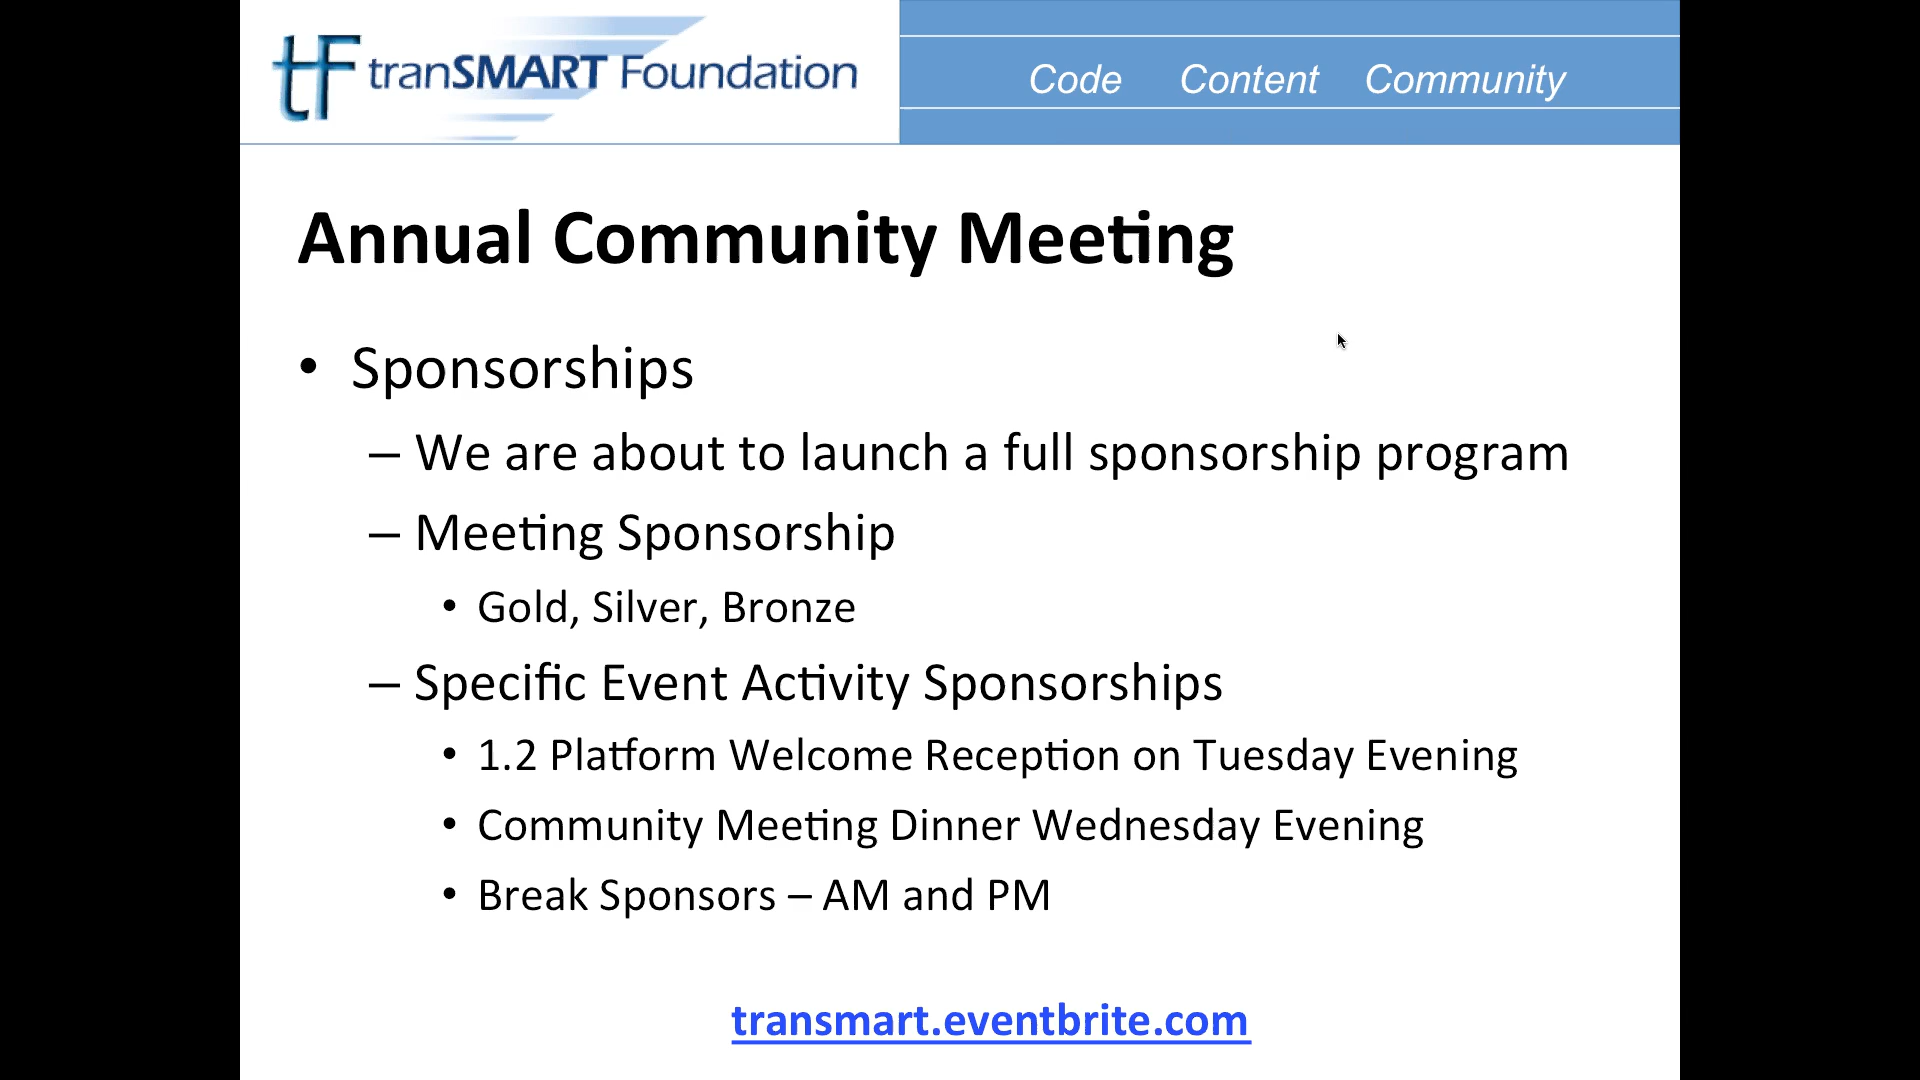 tF tranSMART Foundation
Code Content Community
Annual Community Meeting
• Sponsorships
– We are about to launch a full sponsorship program
– Meeting Sponsorship
• Gold, Silver, Bronze
– Specific Event Activity Sponsorships
• 1.2 Platform Welcome Reception on Tuesday Evening
• Community Meeting Dinner Wednesday Evening
• Break Sponsors – AM and PM
transmart.eventbrite.com